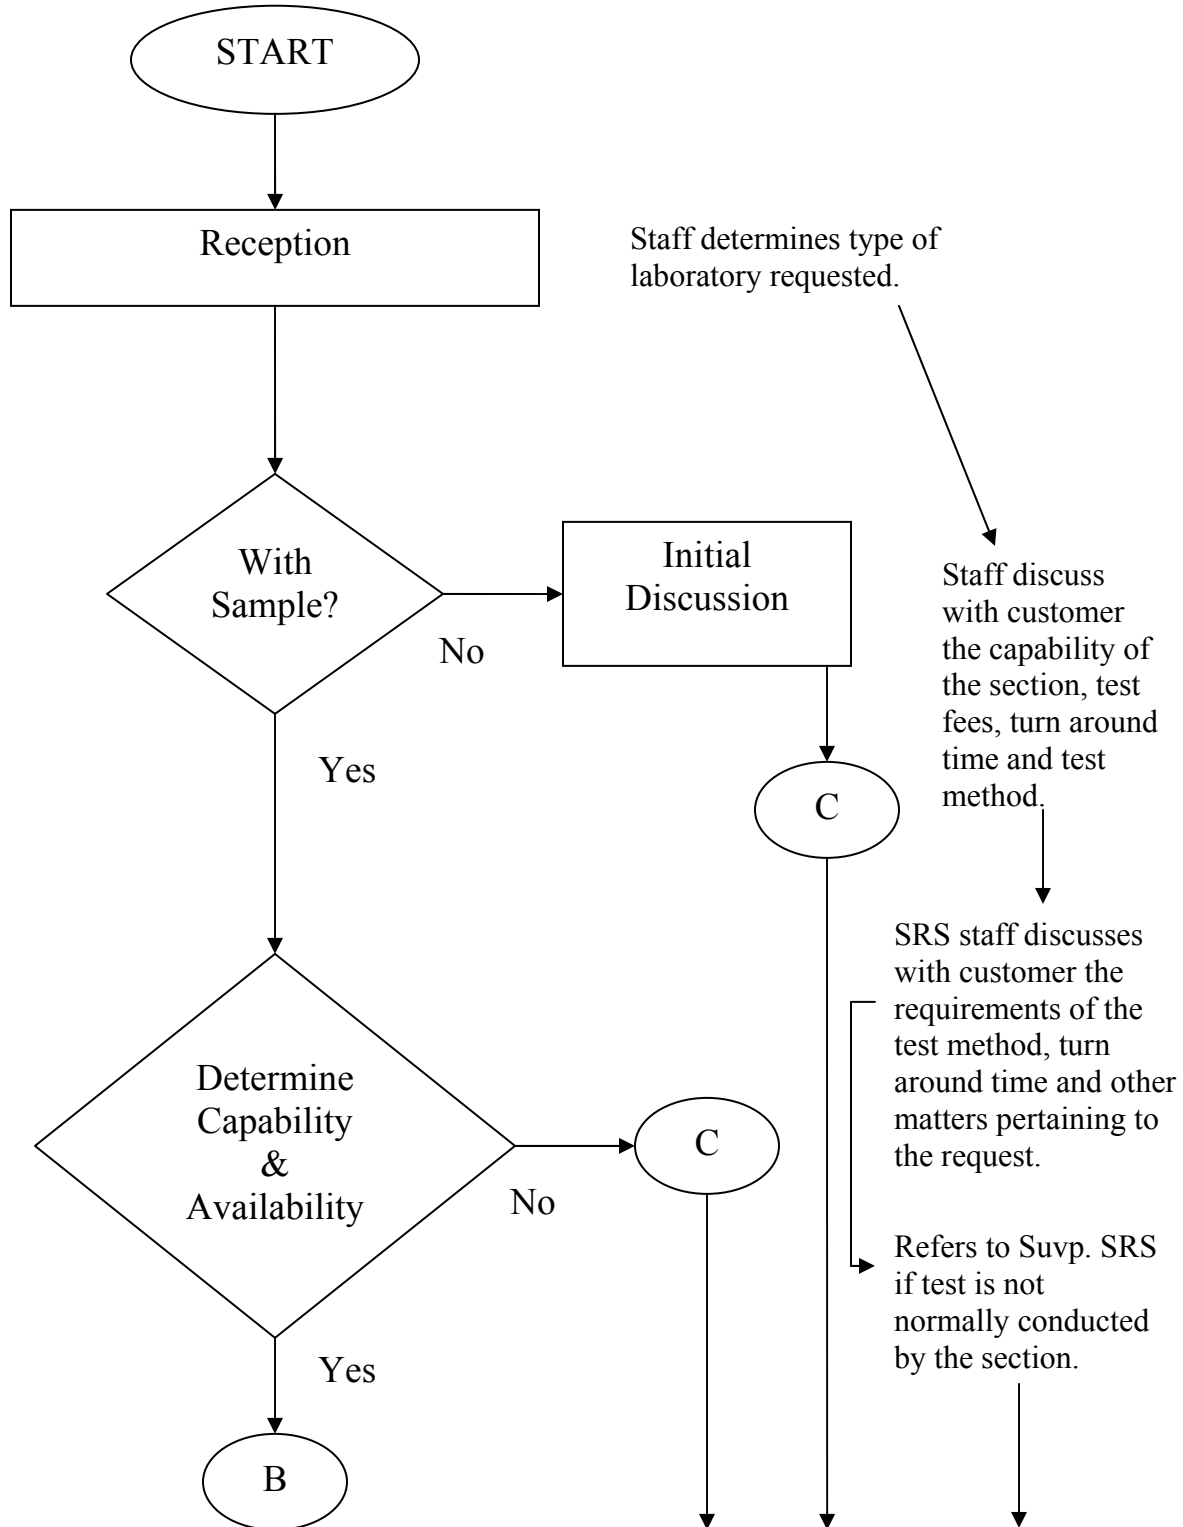 START
Reception
Staff determines type of
laboratory requested.
With
Sample?
No
Initial
Discussion
Staff discuss
with customer
the capability of
the section, test
fees, turn around
time and test
method.
Yes
C
SRS staff discusses
with customer the
requirements of the
test method, turn
around time and other
matters pertaining to
the request.
Determine
Capability
&
Availability
No
C
Refers to Suvp. SRS
if test is not
normally conducted
by the section.
Yes
B